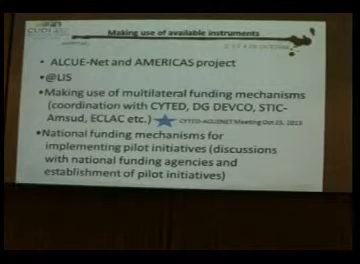 CUDI
Making use of available instruments
• ALCUE-Net and AMERICAS project
• @LIS
• Making use of multilateral funding mechanisms
(coordination with CYTED, DG DEVCO, STIC-
Amsud, ECLAC etc.) CYTED-ALCUENET Meeting Oct 25, 2013
• National funding mechanisms for
implementing pilot initiatives (discussions
with national funding agencies and
establishment of pilot initiatives)